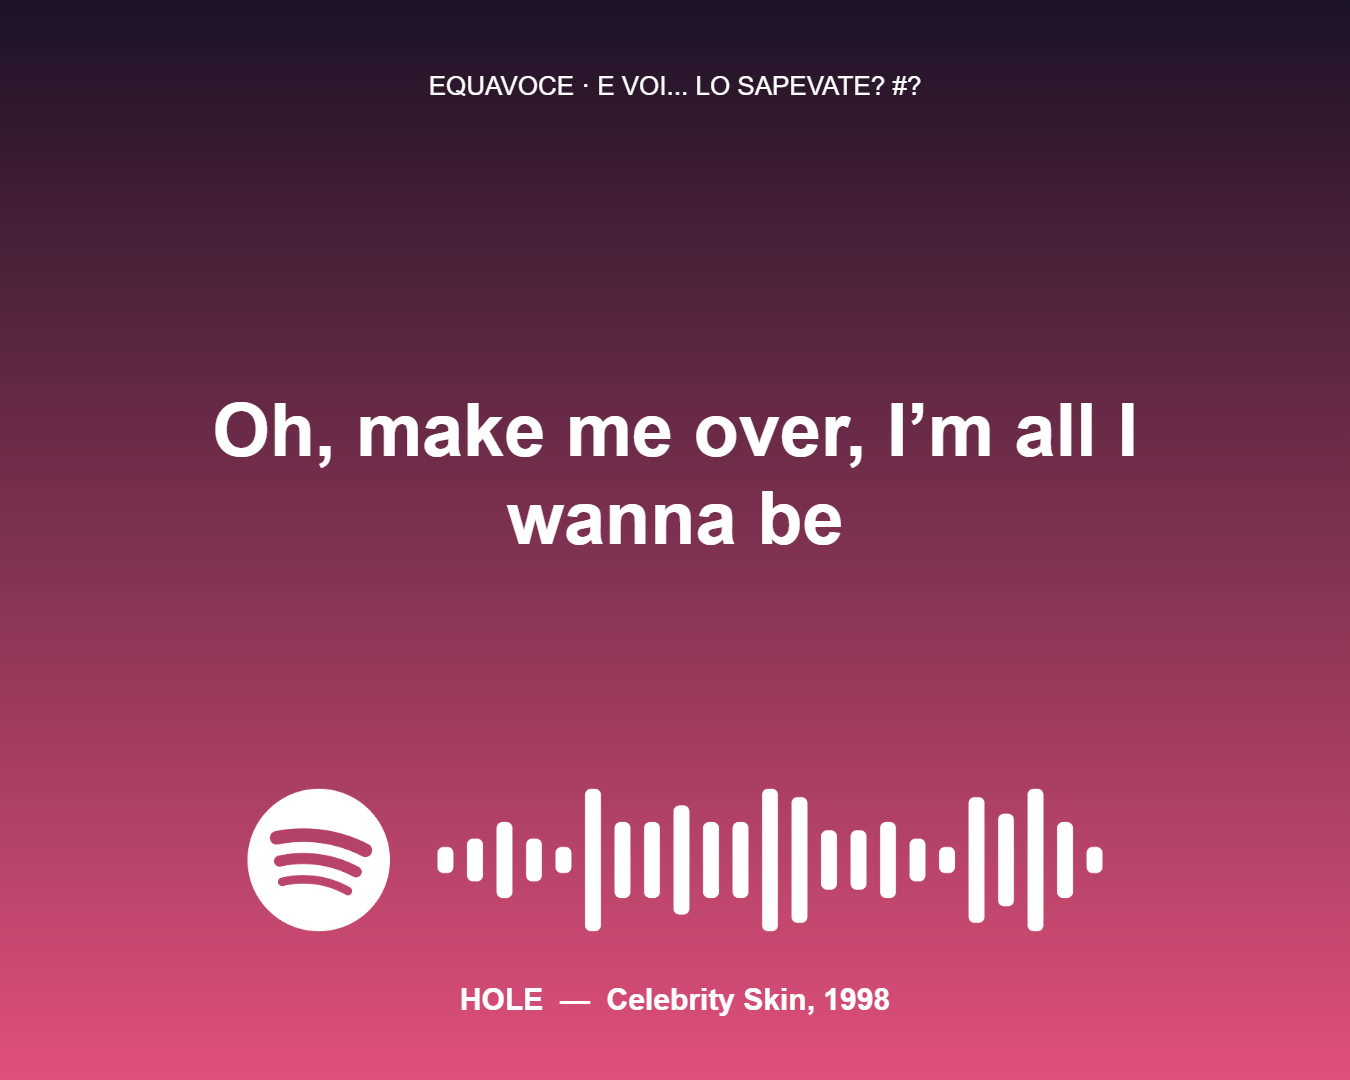 EQUAVOCE · E VOI... LO SAPEVATE? #?
Oh, make me over, I’m all I
wanna be
HOLE — Celebrity Skin, 1998